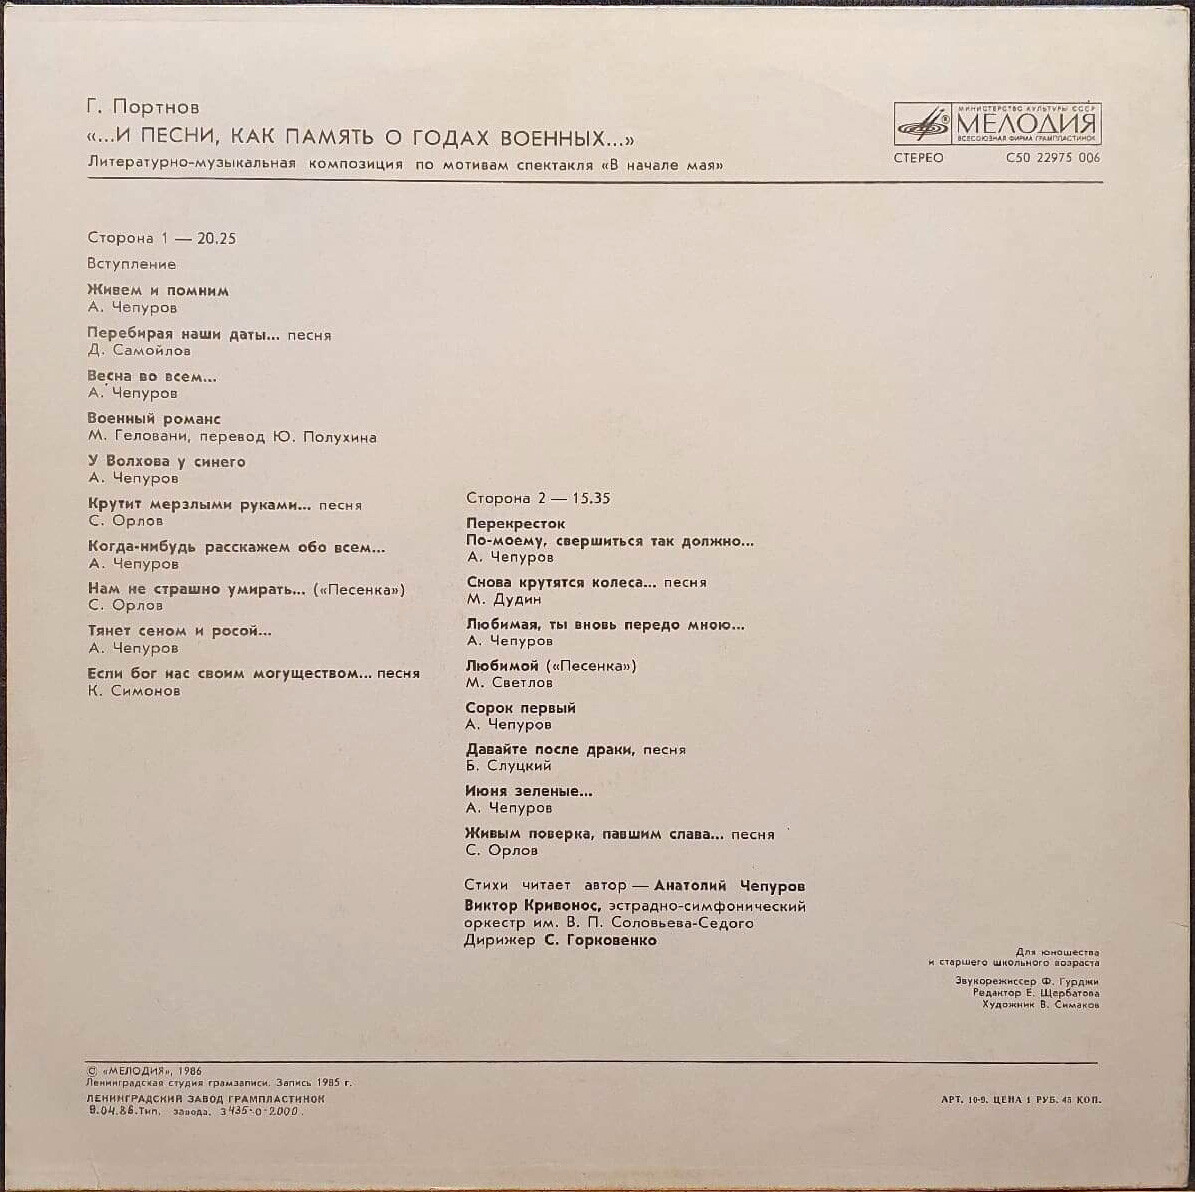 Г. Портнов
«...И ПЕСНИ, КАК ПАМЯТЬ О ГОДАХ ВОЕННЫХ...»
Литературно-музыкальная композиция по мотивам спектакля «В начале мая»
МИНИСТЕРСТВО КУЛЬТУРЫ СССР
МЕЛОДИЯ
ВСЕСОЮЗНАЯ ФИРМА ГРАМПЛАСТИНОК
СТЕРЕО С50 22975 006
Сторона 1 — 20.25
Вступление
Живем и помним
А. Чепуров
Перебирая наши даты... песня
Д. Самойлов
Весна во всем...
А. Чепуров
Военный романс
М. Геловани, перевод Ю. Полухина
У Волхова у синего
А. Чепуров
Крутит мерзлыми руками... песня
С. Орлов
Когда-нибудь расскажем обо всем...
А. Чепуров
Нам не страшно умирать... («Песенка»)
С. Орлов
Тянет сеном и росой...
А. Чепуров
Если бог нас своим могуществом... песня
К. Симонов
Сторона 2 — 15.35
Перекресток
По-моему, свершиться так должно...
А. Чепуров
Снова крутятся колеса... песня
М. Дудин
Любимая, ты вновь передо мною...
А. Чепуров
Любимой («Песенка»)
М. Светлов
Сорок первый
А. Чепуров
Давайте после драки, песня
Б. Слуцкий
Июня зеленые...
А. Чепуров
Живым поверка, павшим слава... песня
С. Орлов
Стихи читает автор — Анатолий Чепуров
Виктор Кривонос, эстрадно-симфонический
оркестр им. В. П. Соловьева-Седого
Дирижер С. Горковенко
Для юношества
и старшего школьного возраста
Звукорежиссер Ф. Гурджи
Редактор Е. Щербатова
Художник В. Симаков
© «МЕЛОДИЯ», 1986
Ленинградская студия грамзаписи. Запись 1985 г.
ЛЕНИНГРАДСКИЙ ЗАВОД ГРАМПЛАСТИНОК
9.04.86. Тип. завода. 3435-0-2000.
АРТ. 10-9. ЦЕНА 1 РУБ. 45 КОП.